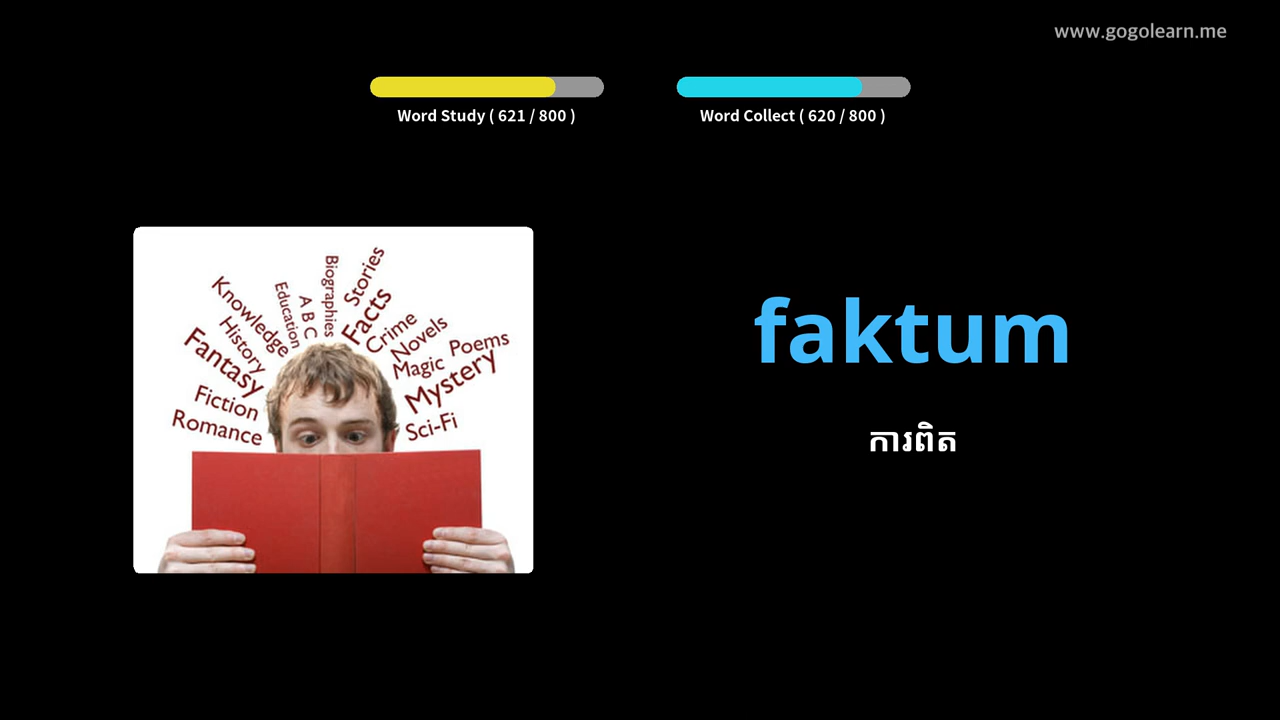 www.gogolearn.me
Word Study ( 621 / 800 )
Word Collect ( 620 / 800 )
faktum
ការពិត
Biographies
Stories
Education
A B C
Facts
Knowledge
Crime
History
Novels
Poems
Fantasy
Magic
Mystery
Fiction
Romance
Sci-Fi